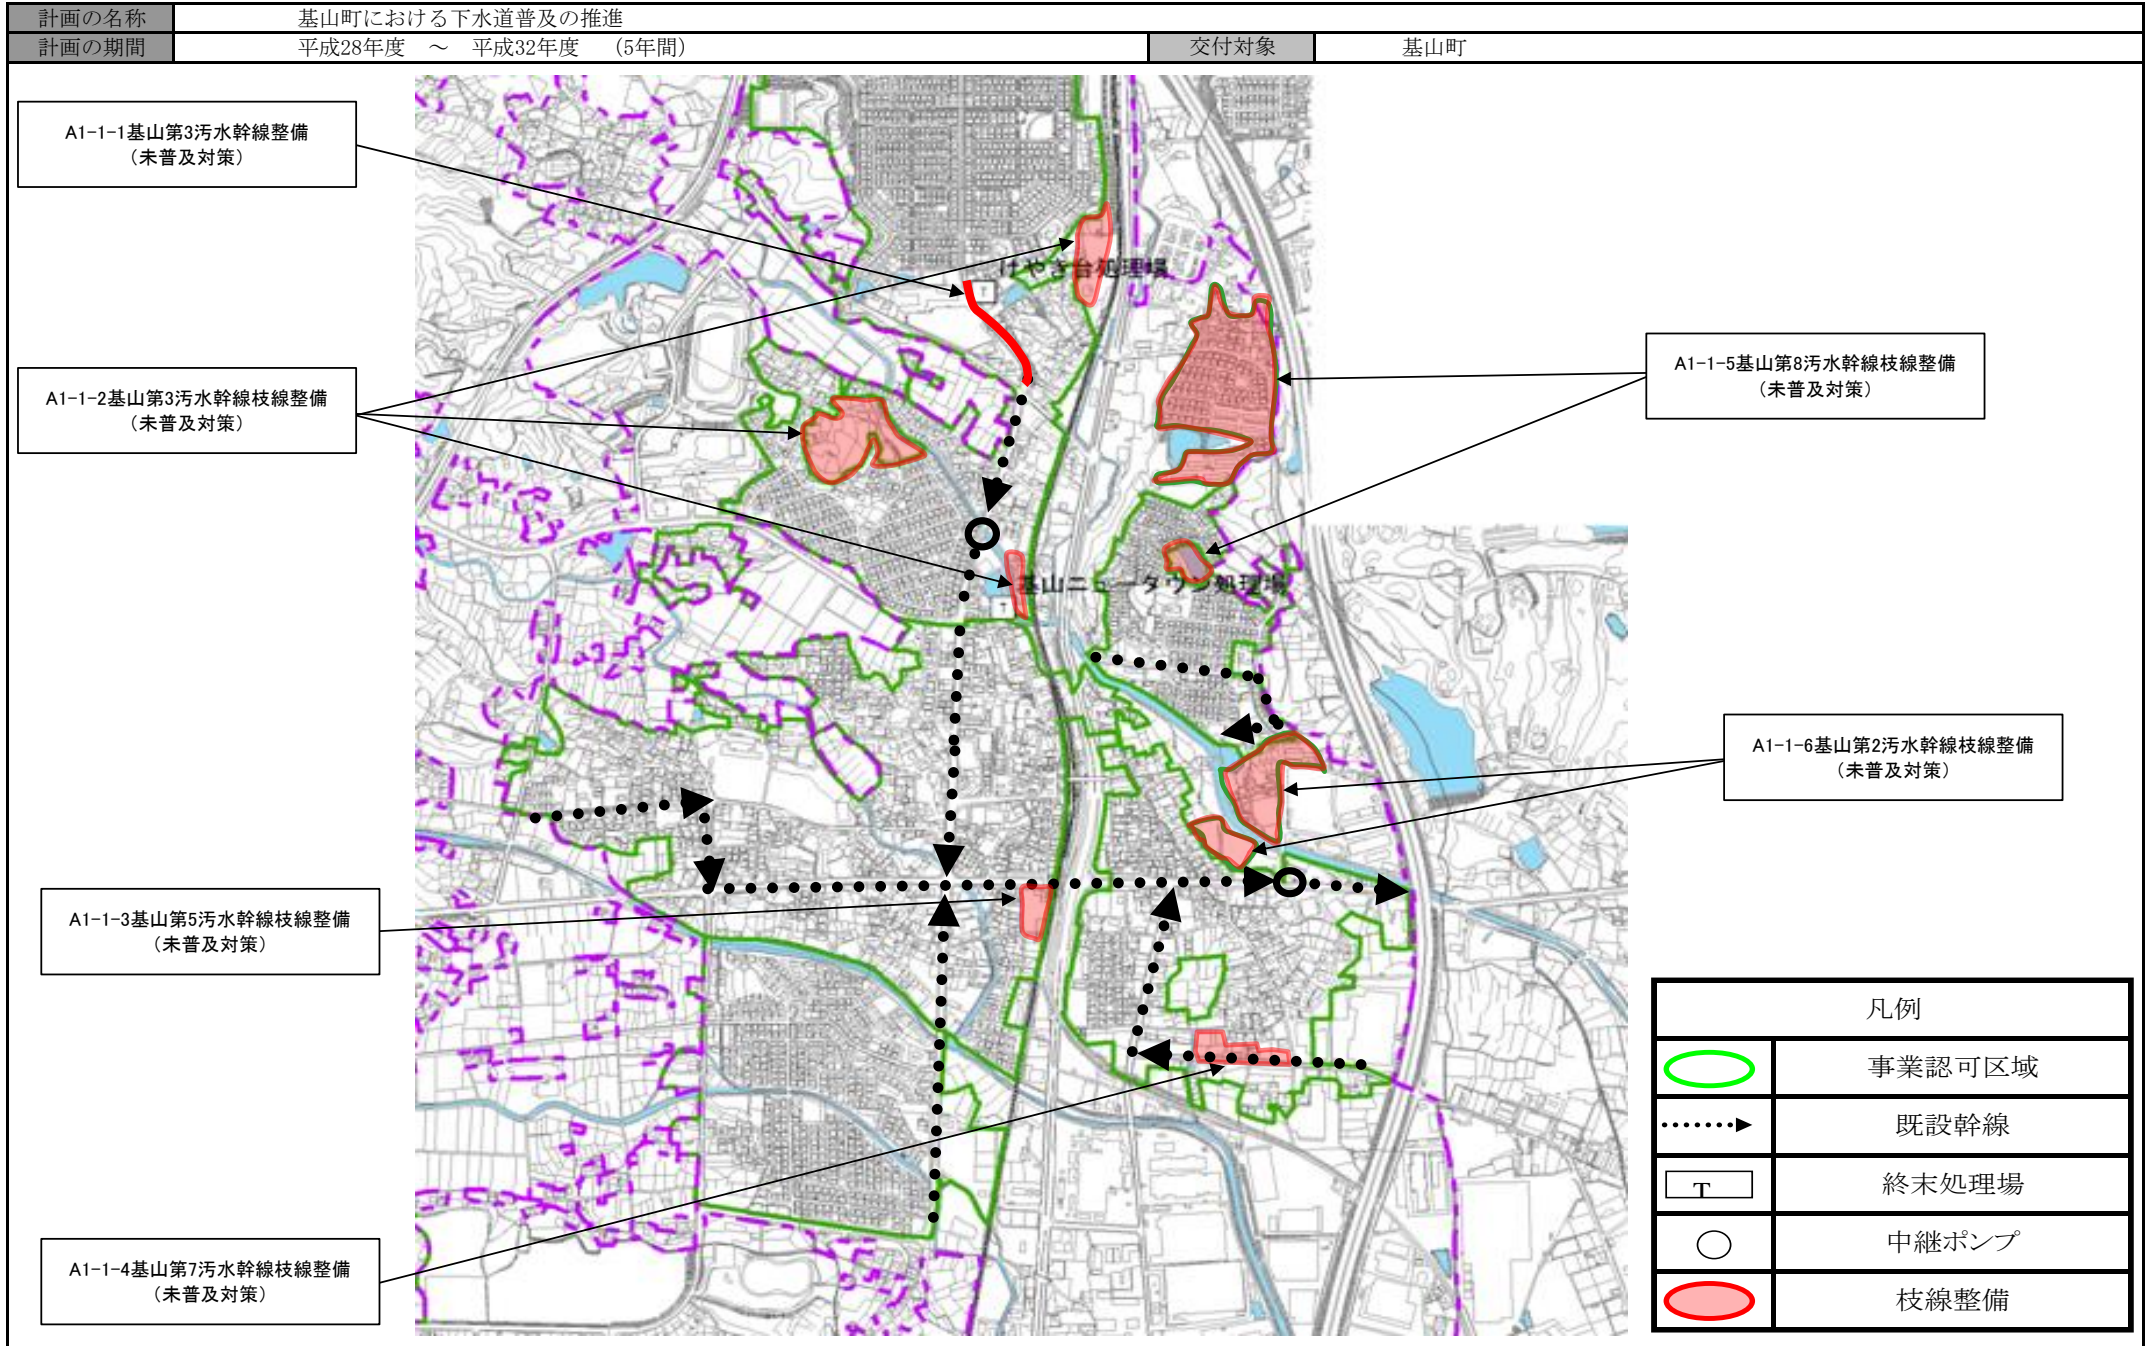 計画の名称 基山町における下水道普及の推進
計画の期間 平成28年度 ～ 平成32年度 （5年間） 交付対象 基山町
A1-1-1基山第3汚水幹線整備
（未普及対策）
けやき台処理場
T
A1-1-2基山第3汚水幹線枝線整備
（未普及対策）
A1-1-5基山第8汚水幹線枝線整備
（未普及対策）
基山ニュータウン処理場
T
A1-1-6基山第2汚水幹線枝線整備
（未普及対策）
A1-1-3基山第5汚水幹線枝線整備
（未普及対策）
A1-1-4基山第7汚水幹線枝線整備
（未普及対策）
凡例
事業認可区域
既設幹線
T 終末処理場
中継ポンプ
枝線整備